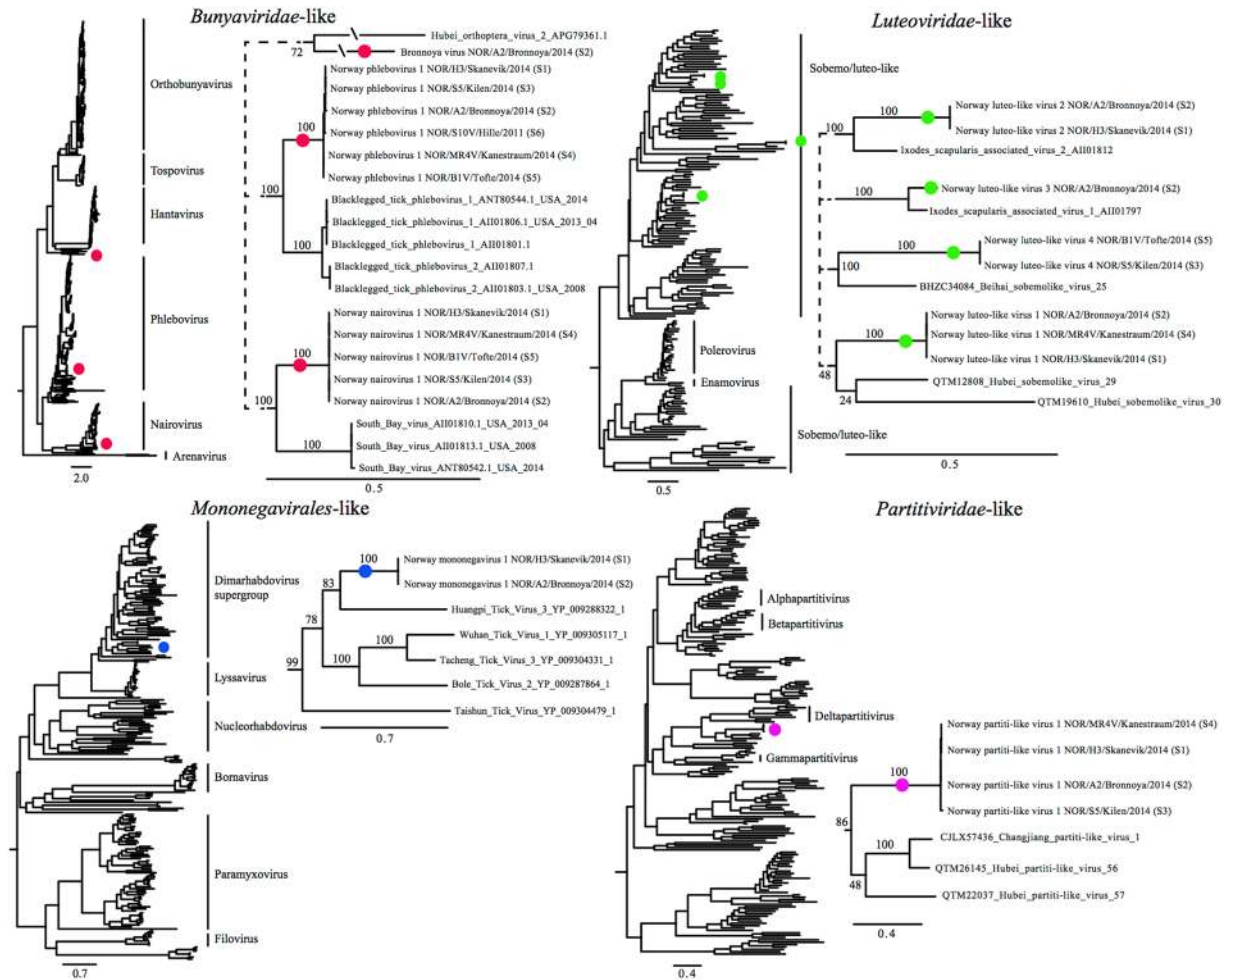 Bunyaviridae-like
Orthobunyavirus
Tospovirus
Hantavirus
Phlebovirus
Nairovirus
Arenavirus
2.0
Hubei_orthoptera_virus_2_APG79361.1
72
Bronnoya virus NOR/A2/Bronnoya/2014 (S2)
Norway phlebovirus 1 NOR/H3/Skanevik/2014 (S1)
Norway phlebovirus 1 NOR/S5/Kilen/2014 (S3)
Norway phlebovirus 1 NOR/A2/Bronnoya/2014 (S2)
100
Norway phlebovirus 1 NOR/S10V/Hille/2011 (S6)
Norway phlebovirus 1 NOR/MR4V/Kanestraum/2014 (S4)
Norway phlebovirus 1 NOR/B1V/Tofte/2014 (S5)
100
Blacklegged_tick_phlebovirus_1_ANT80544.1_USA_2014
Blacklegged_tick_phlebovirus_1_AII01806.1_USA_2013_04
100
Blacklegged_tick_phlebovirus_1_AII01801.1
Blacklegged_tick_phlebovirus_2_AII01807.1
Blacklegged_tick_phlebovirus_2_AII01803.1_USA_2008
Norway nairovirus 1 NOR/H3/Skanevik/2014 (S1)
Norway nairovirus 1 NOR/MR4V/Kanestraum/2014 (S4)
100
Norway nairovirus 1 NOR/B1V/Tofte/2014 (S5)
Norway nairovirus 1 NOR/S5/Kilen/2014 (S3)
Norway nairovirus 1 NOR/A2/Bronnoya/2014 (S2)
100
South_Bay_virus_AII01810.1_USA_2013_04
100
South_Bay_virus_AII01813.1_USA_2008
South_Bay_virus_ANT80542.1_USA_2014
0.5
Luteoviridae-like
Sobemo/luteo-like
Polerovirus
Enamovirus
Sobemo/luteo-like
0.5
Norway luteo-like virus 2 NOR/A2/Bronnoya/2014 (S2)
100
100
Norway luteo-like virus 2 NOR/H3/Skanevik/2014 (S1)
Ixodes_scapularis_associated_virus_2_AII01812
100
Norway luteo-like virus 3 NOR/A2/Bronnoya/2014 (S2)
Ixodes_scapularis_associated_virus_1_AII01797
100
Norway luteo-like virus 4 NOR/B1V/Tofte/2014 (S5)
100
Norway luteo-like virus 4 NOR/S5/Kilen/2014 (S3)
BHZC34084_Beihai_sobemolike_virus_25
Norway luteo-like virus 1 NOR/A2/Bronnoya/2014 (S2)
100
Norway luteo-like virus 1 NOR/MR4V/Kanestraum/2014 (S4)
Norway luteo-like virus 1 NOR/H3/Skanevik/2014 (S1)
48
QTM12808_Hubei_sobemolike_virus_29
24
QTM19610_Hubei_sobemolike_virus_30
0.5
Mononegavirales-like
Dimarhabdovirus
supergroup
Lyssavirus
Nucleorhabdovirus
Bornavirus
Paramyxovirus
Filovirus
0.7
100
Norway mononegavirus 1 NOR/H3/Skanevik/2014 (S1)
Norway mononegavirus 1 NOR/A2/Bronnoya/2014 (S2)
83
Huangpi_Tick_Virus_3_YP_009288322_1
78
100
Wuhan_Tick_Virus_1_YP_009305117_1
99
100
Tacheng_Tick_Virus_3_YP_009304331_1
Bole_Tick_Virus_2_YP_009287864_1
Taishun_Tick_Virus_YP_009304479_1
0.7
Partitiviridae-like
Alphapartitivirus
Betapartitivirus
Deltapartitivirus
Gammapartitivirus
0.4
Norway partiti-like virus 1 NOR/MR4V/Kanestraum/2014 (S4)
Norway partiti-like virus 1 NOR/H3/Skanevik/2014 (S1)
100
Norway partiti-like virus 1 NOR/A2/Bronnoya/2014 (S2)
Norway partiti-like virus 1 NOR/S5/Kilen/2014 (S3)
86
CJLX57436_Changjiang_partiti-like_virus_1
100
QTM26145_Hubei_partiti-like_virus_56
48
QTM22037_Hubei_partiti-like_virus_57
0.4